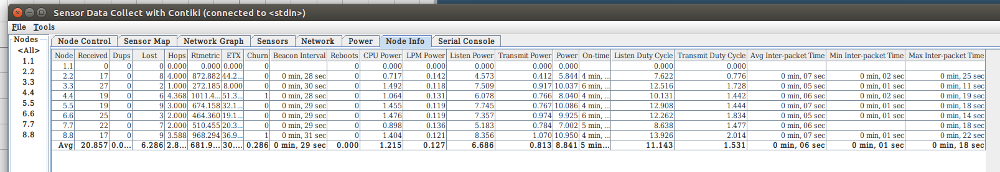 Sensor Data Collect with Contiki (connected to <stdin>)
File Tools
Nodes
<All>
1.1
2.2
3.3
4.4
5.5
6.6
7.7
8.8
Node Control Sensor Map Network Graph Sensors Network Power Node Info Serial Console
Node Received Dups Lost Hops Rtmetric ETX Churn Beacon Interval Reboots CPU Power LPM Power Listen Power Transmit Power Power On-time Listen Duty Cycle Transmit Duty Cycle Avg Inter-packet Time Min Inter-packet Time Max Inter-packet Time
1.1 0 0 0 0.000 0.000 0.000 0 0 0.000 0.000 0.000 0.000 0.000 0.000 0.000
2.2 17 0 8 4.000 872.882 44.2... 0 0 min, 28 sec 0 0.717 0.142 4.573 0.412 5.844 4 min, ... 7.622 0.776 0 min, 07 sec 0 min, 02 sec 0 min, 25 sec
3.3 27 0 2 1.000 272.185 8.000 0 0 min, 30 sec 0 1.492 0.118 7.509 0.917 10.037 6 min, ... 12.516 1.728 0 min, 05 sec 0 min, 01 sec 0 min, 11 sec
4.4 19 0 6 4.368 1011.4... 51.3... 1 0 min, 28 sec 0 1.064 0.131 6.078 0.766 8.040 4 min, ... 10.131 1.442 0 min, 06 sec 0 min, 02 sec 0 min, 19 sec
5.5 19 0 9 3.000 674.158 32.1... 0 0 min, 29 sec 0 1.455 0.119 7.745 0.767 10.086 4 min, ... 12.908 1.444 0 min, 07 sec 0 min, 01 sec 0 min, 18 sec
6.6 25 0 3 2.000 464.360 19.1... 0 0 min, 29 sec 0 1.476 0.119 7.357 0.974 9.925 6 min, ... 12.262 1.834 0 min, 05 sec 0 min, 01 sec 0 min, 14 sec
7.7 22 0 7 2.000 510.455 20.3... 0 0 min, 29 sec 0 0.898 0.136 5.183 0.784 7.002 5 min, ... 8.638 1.477 0 min, 06 sec 0 min, 18 sec
8.8 17 0 9 3.588 968.294 36.9... 1 0 min, 31 sec 0 1.404 0.121 8.356 1.070 10.950 4 min, ... 13.926 2.014 0 min, 07 sec 0 min, 01 sec 0 min, 22 sec
Avg 20.857 0.0... 6.286 2.8... 681.9... 30.... 0.286 0 min, 29 sec 0.000 1.215 0.127 6.686 0.813 8.841 5 min... 11.143 1.531 0 min, 06 sec 0 min, 01 sec 0 min, 18 sec